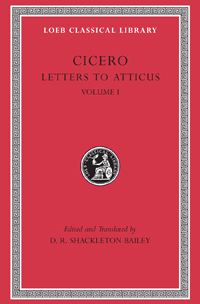 LOEB CLASSICAL LIBRARY
CICERO
LETTERS TO ATTICUS
VOLUME I
Edited and Translated by
D. R. SHACKLETON BAILEY